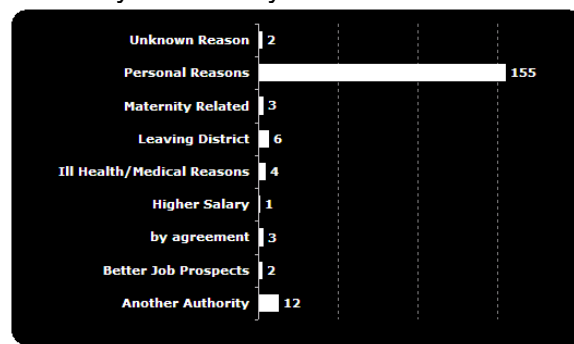 Unknown Reason 2
Personal Reasons 155
Maternity Related 3
Leaving District 6
Ill Health/Medical Reasons 4
Higher Salary 1
by agreement 3
Better Job Prospects 2
Another Authority 12